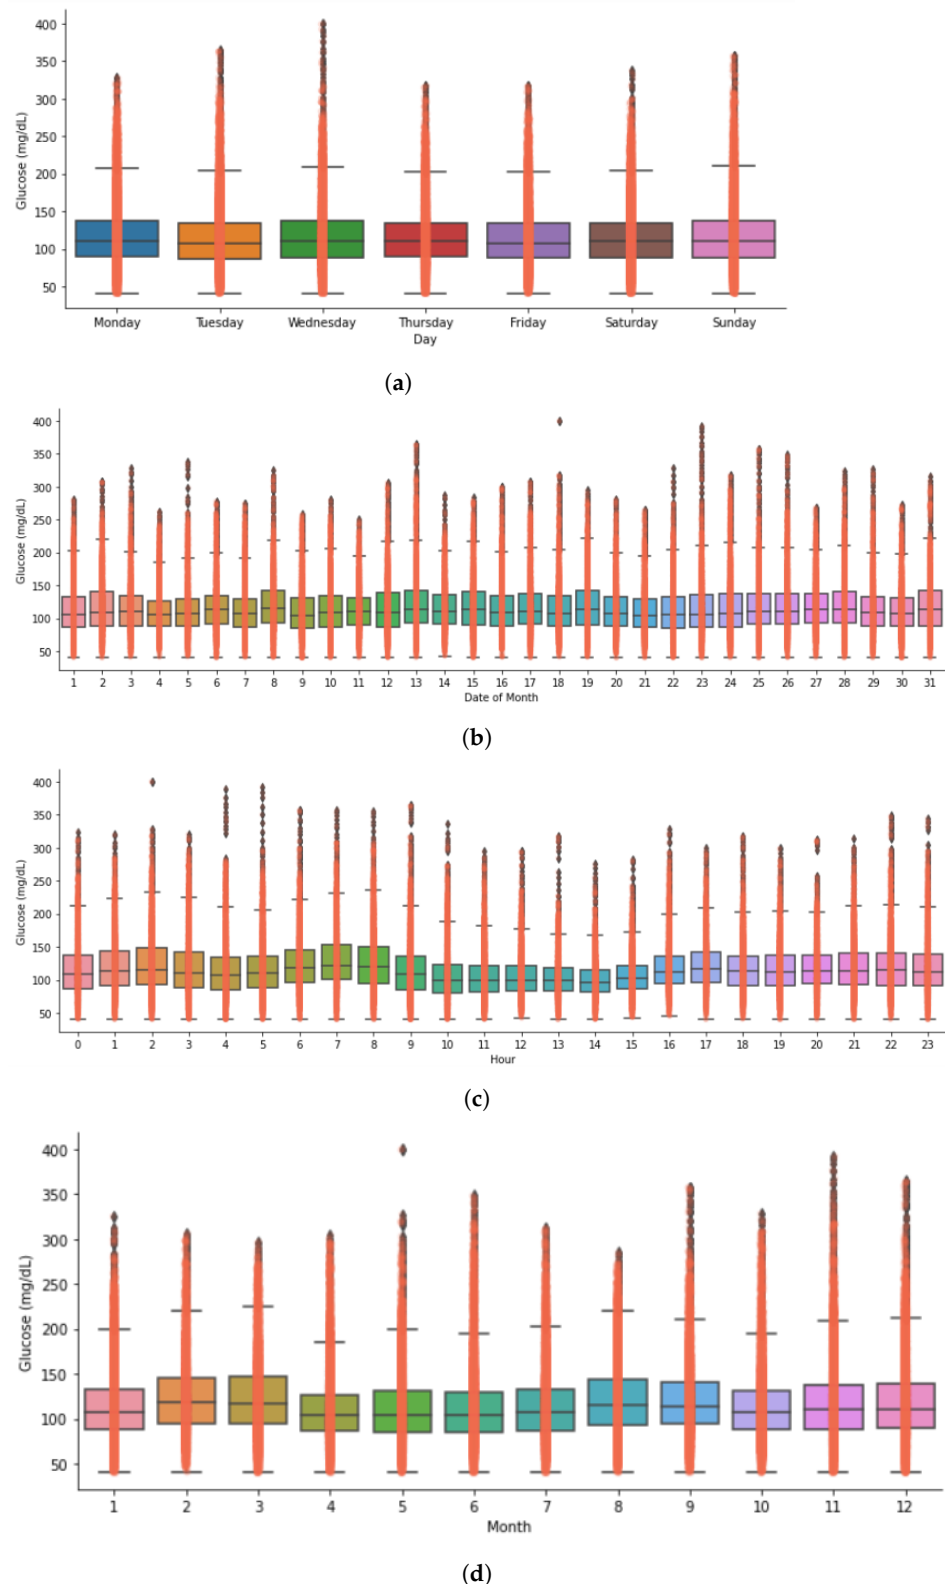 400
350
300
250
200
150
100
50
Glucose (mg/dL)
Monday Tuesday Wednesday Thursday Friday Saturday Sunday
Day
(a)
400
350
300
250
200
150
100
50
Glucose (mg/dL)
1 2 3 4 5 6 7 8 9 10 11 12 13 14 15 16 17 18 19 20 21 22 23 24 25 26 27 28 29 30 31
Date of Month
(b)
400
350
300
250
200
150
100
50
Glucose (mg/dL)
0 1 2 3 4 5 6 7 8 9 10 11 12 13 14 15 16 17 18 19 20 21 22 23
Hour
(c)
400
350
300
250
200
150
100
50
Glucose (mg/dL)
1 2 3 4 5 6 7 8 9 10 11 12
Month
(d)